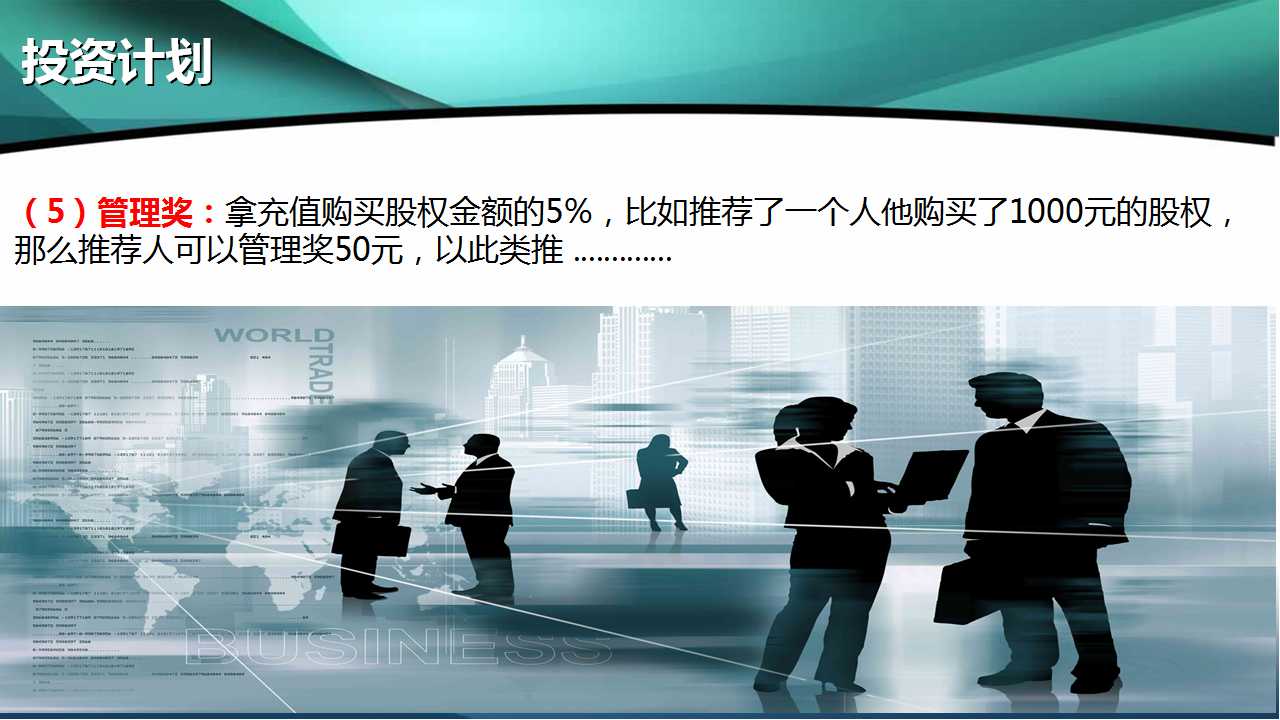 投资计划
（5）管理奖：拿充值购买股权金额的5%，比如推荐了一个人他购买了1000元的股权，
那么推荐人可以管理奖50元，以此类推 .............
WORLD
TRADE
BUSINESS